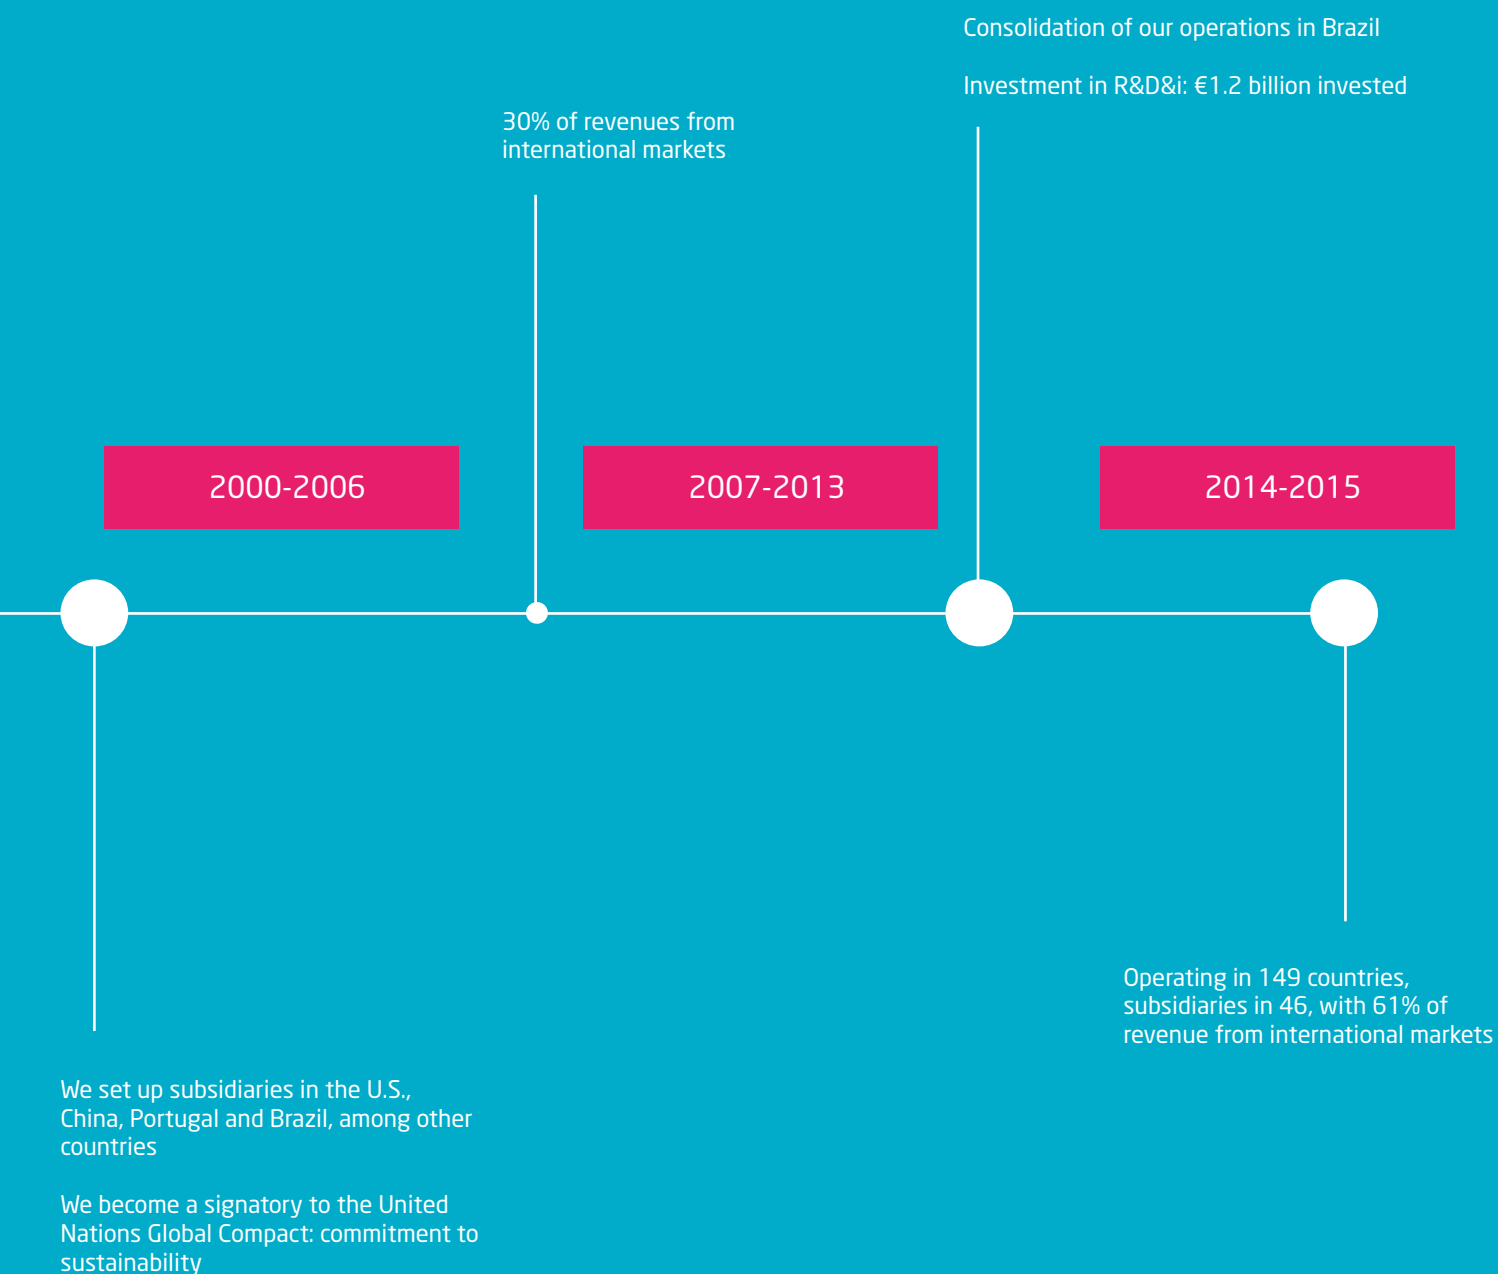 Consolidation of our operations in Brazil
Investment in R&D&i: €1.2 billion invested
30% of revenues from
international markets
2000-2006
2007-2013
2014-2015
Operating in 149 countries,
subsidiaries in 46, with 61% of
revenue from international markets
We set up subsidiaries in the U.S.,
China, Portugal and Brazil, among other
countries
We become a signatory to the United
Nations Global Compact: commitment to
sustainability